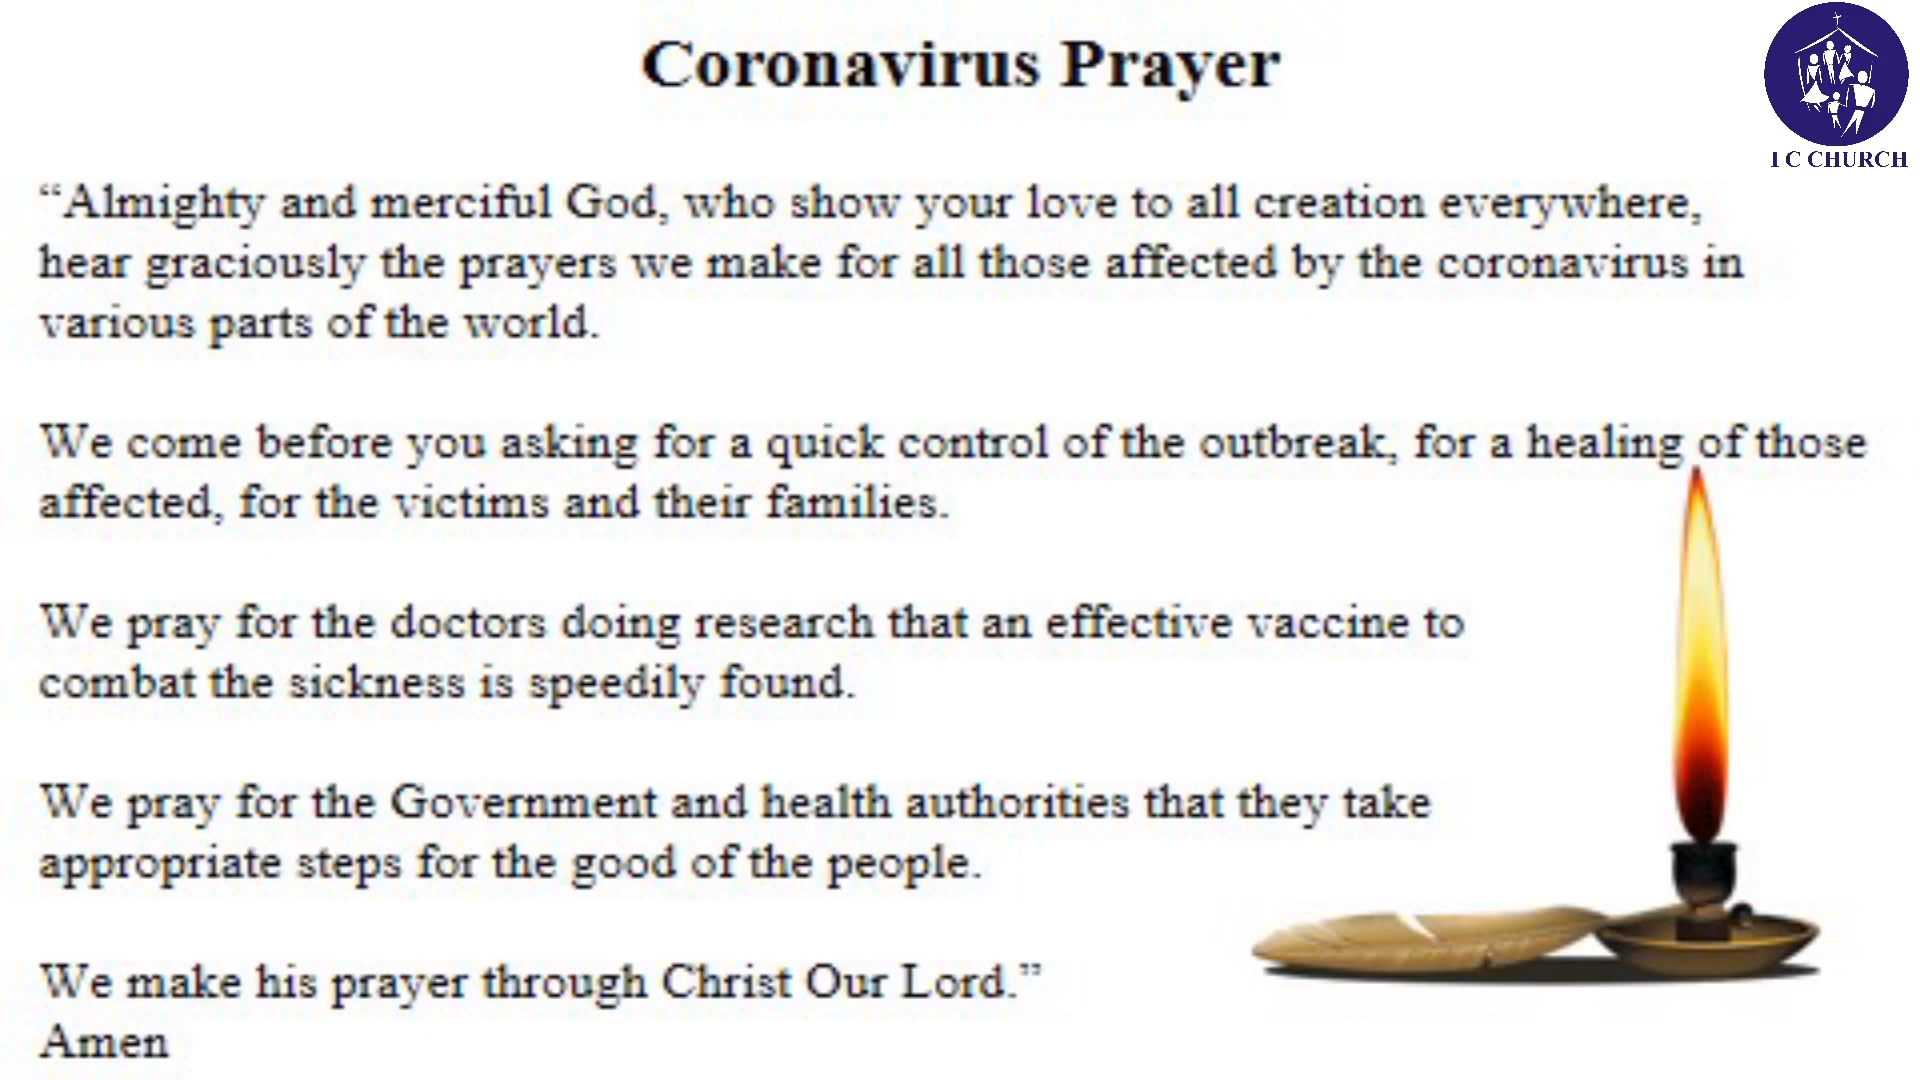 Coronavirus Prayer
I C CHURCH
“Almighty and merciful God, who show your love to all creation everywhere,
hear graciously the prayers we make for all those affected by the coronavirus in
various parts of the world.
We come before you asking for a quick control of the outbreak, for a healing of those
affected, for the victims and their families.
We pray for the doctors doing research that an effective vaccine to
combat the sickness is speedily found.
We pray for the Government and health authorities that they take
appropriate steps for the good of the people.
We make his prayer through Christ Our Lord.”
Amen